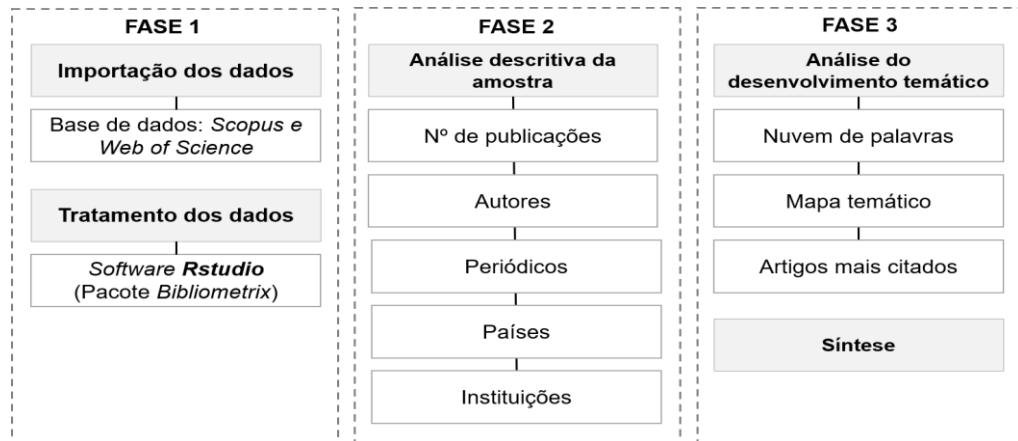 FASE 1
Importação dos dados
Base de dados: Scopus e
Web of Science
Tratamento dos dados
Software Rstudio
(Pacote Bibliometrix)
FASE 2
Análise descritiva da
amostra
Nº de publicações
Autores
Periódicos
Países
Instituições
FASE 3
Análise do
desenvolvimento temático
Nuvem de palavras
Mapa temático
Artigos mais citados
Síntese